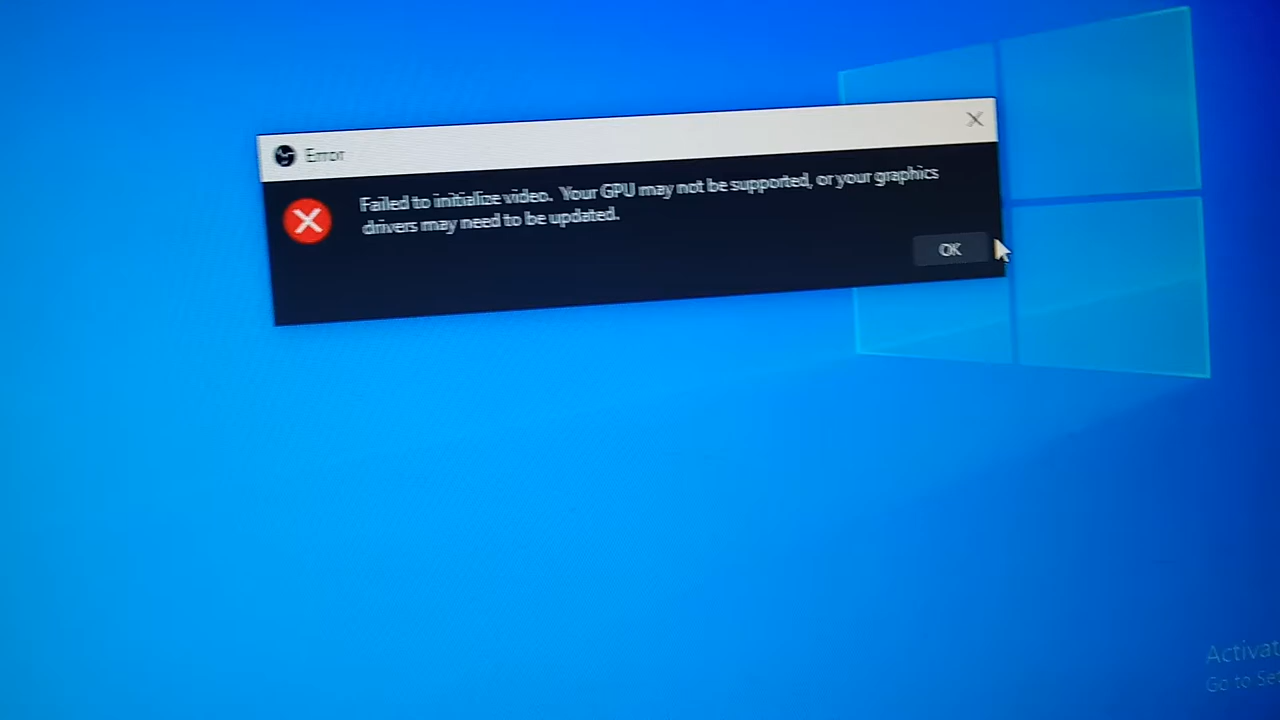 Error
Failed to initialize video.  Your GPU may not be supported, or your graphics
drivers may need to be updated.
OK
Activat
Go to Se